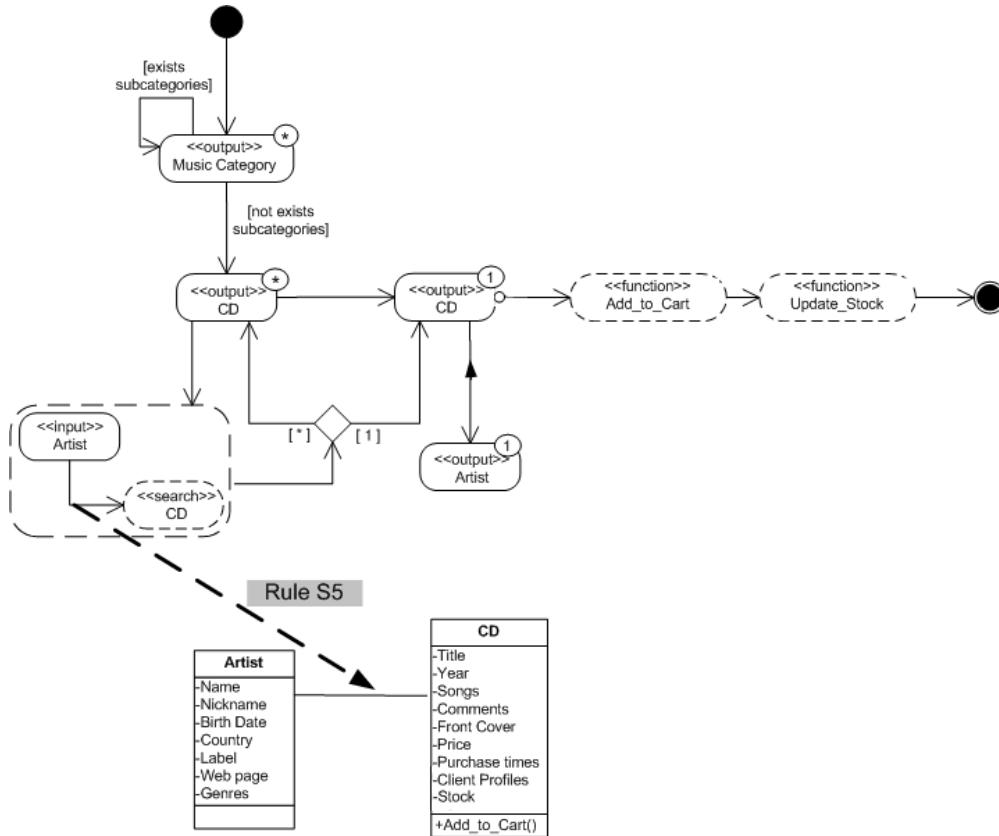 [exists
subcategories]
*
<<output>>
Music Category
[not exists
subcategories]
*
<<output>>
CD
1
<<output>>
CD
<<function>>
Add_to_Cart
<<function>>
Update_Stock
<<input>>
Artist
<<search>>
CD
[ * ]
[ 1 ]
1
<<output>>
Artist
Rule S5
Artist
-Name
-Nickname
-Birth Date
-Country
-Label
-Web page
-Genres
CD
-Title
-Year
-Songs
-Comments
-Front Cover
-Price
-Purchase times
-Client Profiles
-Stock
+Add_to_Cart()